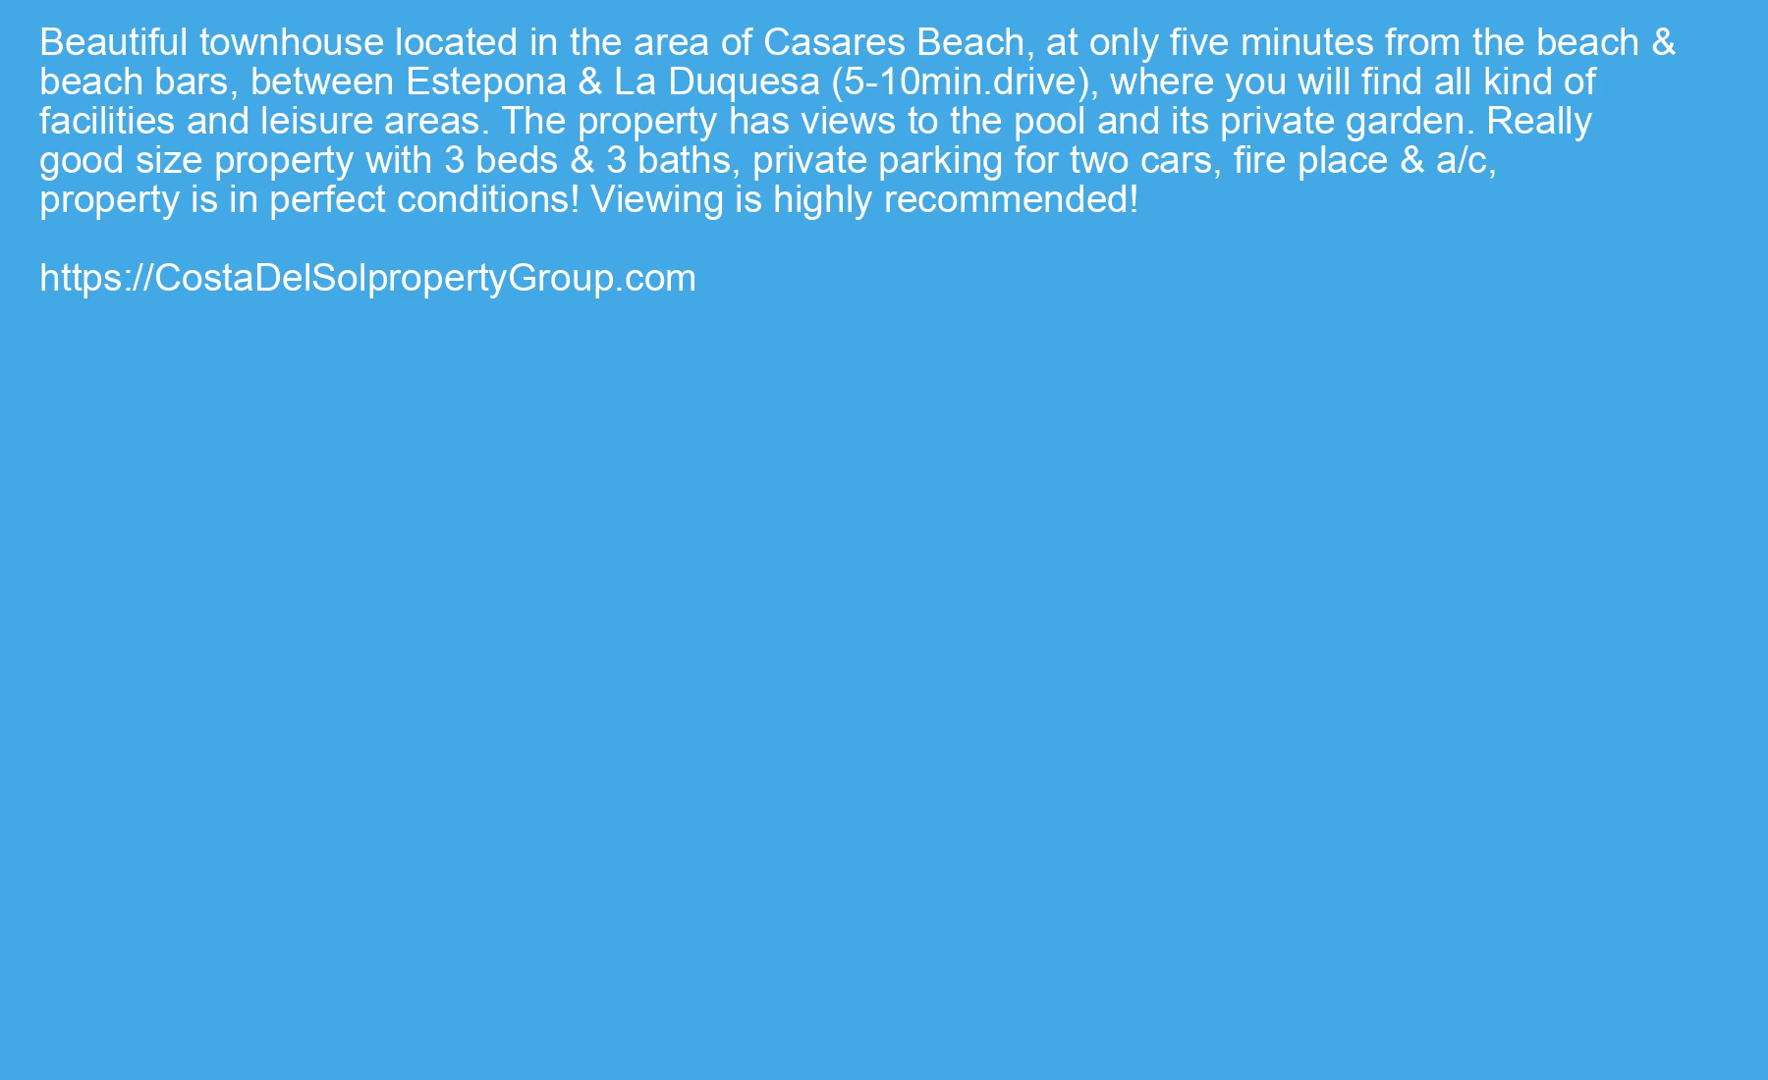 Beautiful townhouse located in the area of Casares Beach, at only five minutes from the beach &
beach bars, between Estepona & La Duquesa (5-10min.drive), where you will find all kind of
facilities and leisure areas. The property has views to the pool and its private garden. Really
good size property with 3 beds & 3 baths, private parking for two cars, fire place & a/c,
property is in perfect conditions! Viewing is highly recommended!
https://CostaDelSolpropertyGroup.com